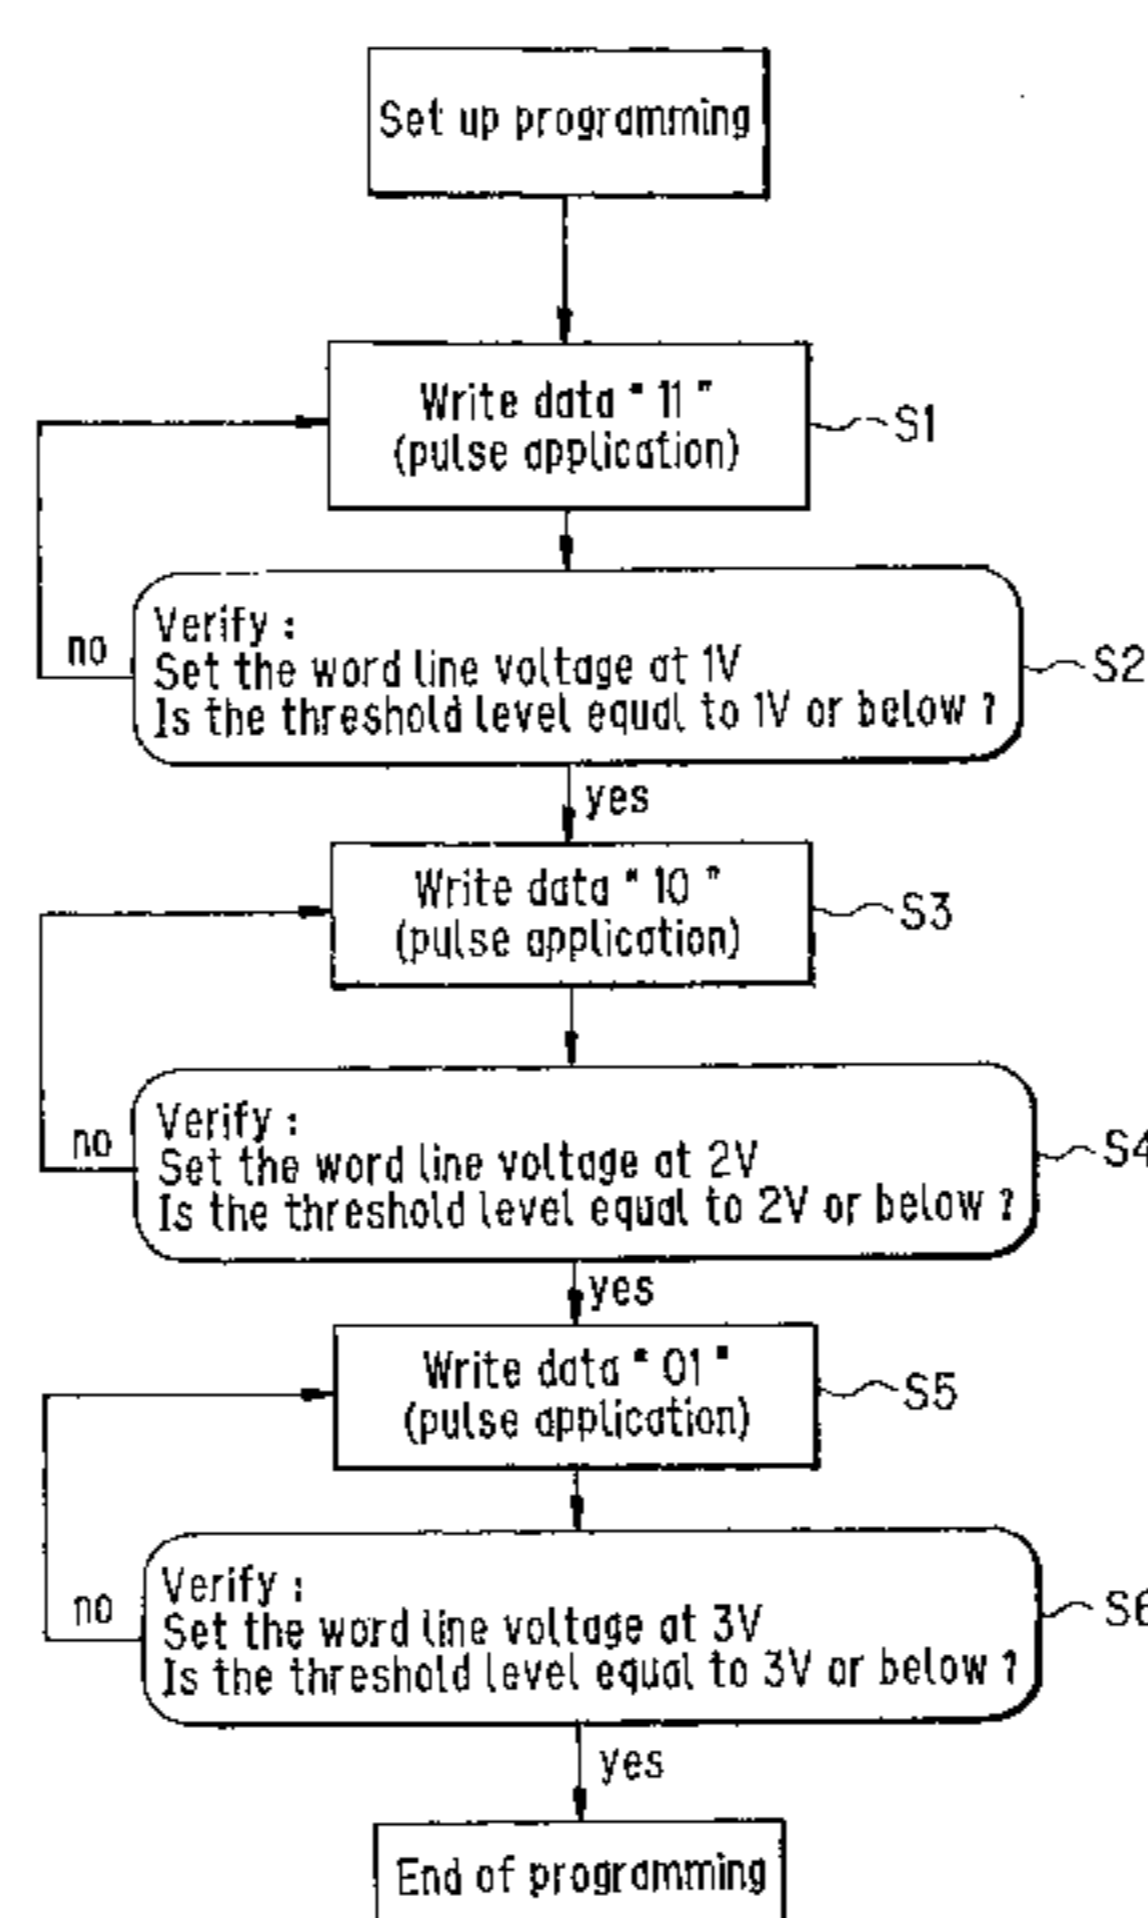 Set up programming
Write data "11"
(pulse application)
S1
Verify :
Set the word line voltage at 1V
Is the threshold level equal to 1V or below ?
S2
no
yes
Write data "10"
(pulse application)
S3
Verify :
Set the word line voltage at 2V
Is the threshold level equal to 2V or below ?
S4
no
yes
Write data "01"
(pulse application)
S5
Verify :
Set the word line voltage at 3V
Is the threshold level equal to 3V or below ?
S6
no
yes
End of programming